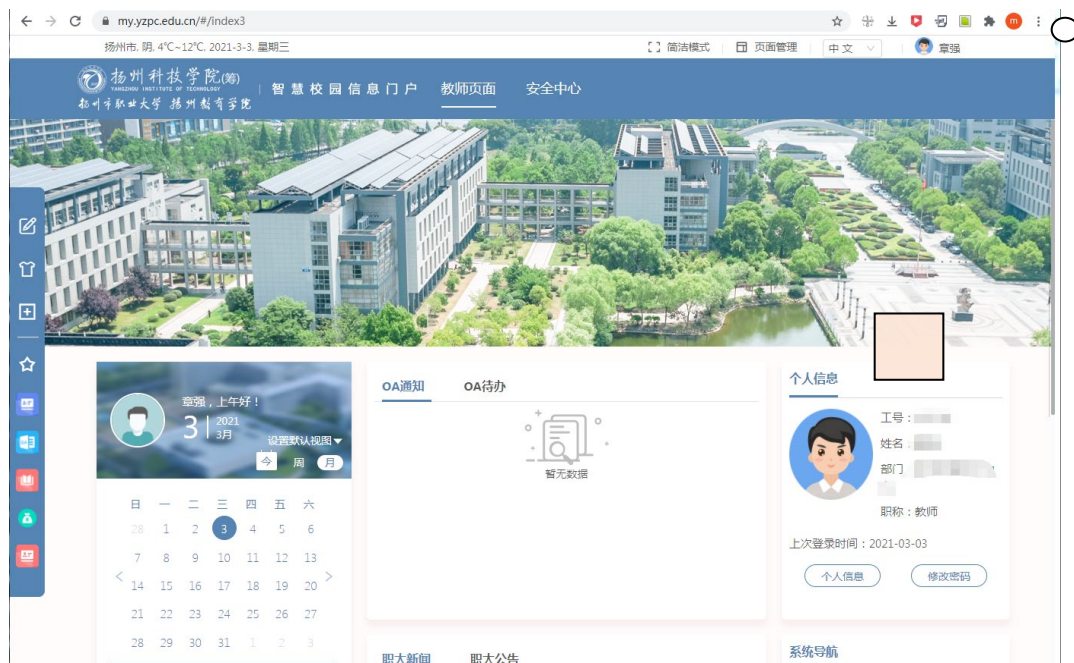 my.yzpc.edu.cn/#/index3
m
扬州市, 阴, 4℃~12℃, 2021-3-3, 星期三
简洁模式 页面管理 中文 章强
扬州科技学院(筹)
YANGZHOU INSTITUTE OF TECHNOLOGY
扬州市职业大学 扬州教育学院
智慧校园信息门户 教师页面 安全中心
章强，上午好！
3 2021
3月
设置默认视图
今 周 月
日 一 二 三 四 五 六
28 1 2 3 4 5 6
7 8 9 10 11 12 13
14 15 16 17 18 19 20
21 22 23 24 25 26 27
28 29 30 31 1 2 3
OA通知 OA待办
暂无数据
职大新闻 职大公告
个人信息
工号：
姓名：
部门
职称：教师
上次登录时间：2021-03-03
个人信息 修改密码
系统导航